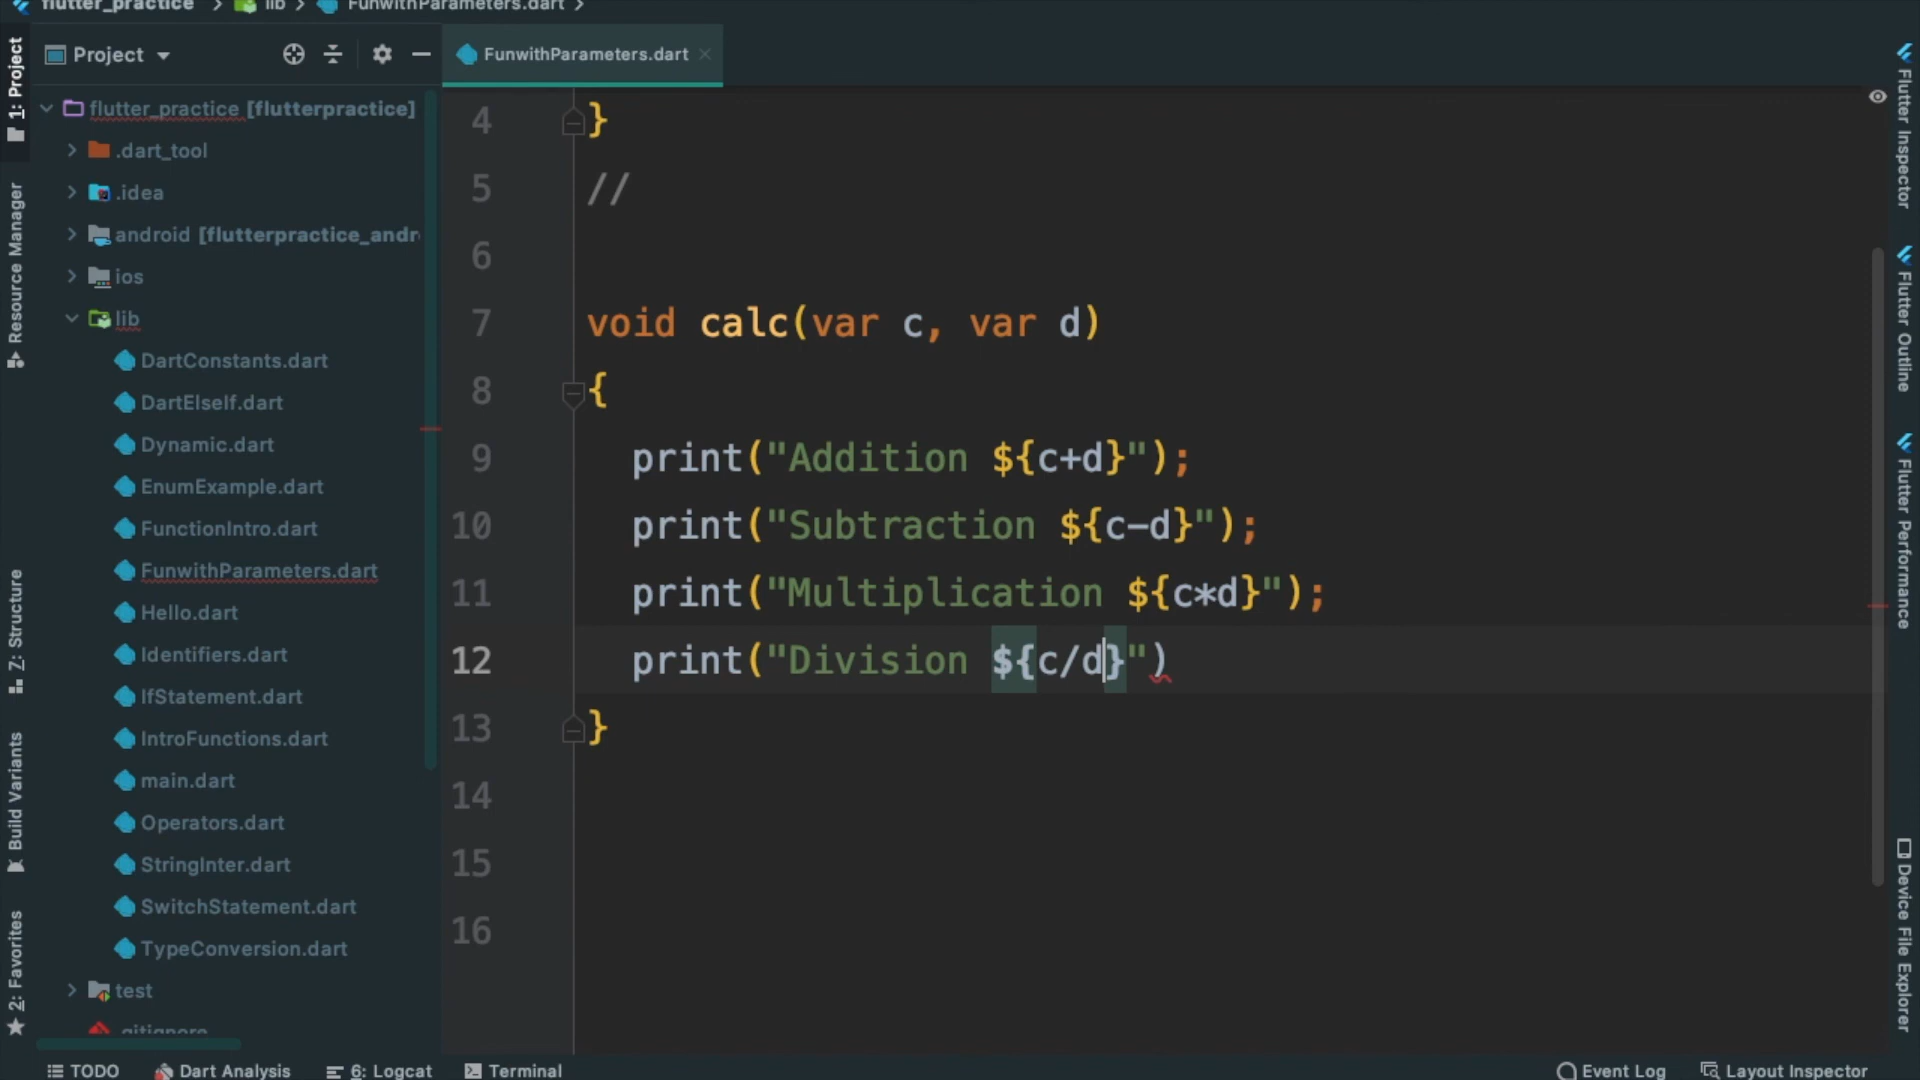 flutter_practice > lib > FunwithParameters.dart >
Project
FunwithParameters.dart
1: Project
Resource Manager
Z: Structure
Build Variants
2: Favorites
flutter_practice [flutterpractice]
.dart_tool
.idea
android [flutterpractice_andr
ios
lib
DartConstants.dart
DartElseIf.dart
Dynamic.dart
EnumExample.dart
FunctionIntro.dart
FunwithParameters.dart
Hello.dart
Identifiers.dart
IfStatement.dart
IntroFunctions.dart
main.dart
Operators.dart
StringInter.dart
SwitchStatement.dart
TypeConversion.dart
test
.gitignore
4 }
5 //
6
7 void calc(var c, var d)
8 {
9 print("Addition ${c+d}");
10 print("Subtraction ${c-d}");
11 print("Multiplication ${c*d}");
12 print("Division ${c/d}")
13 }
14
15
16
Flutter Inspector
Flutter Outline
Flutter Performance
Device File Explorer
TODO
Dart Analysis
6: Logcat
Terminal
Event Log
Layout Inspector